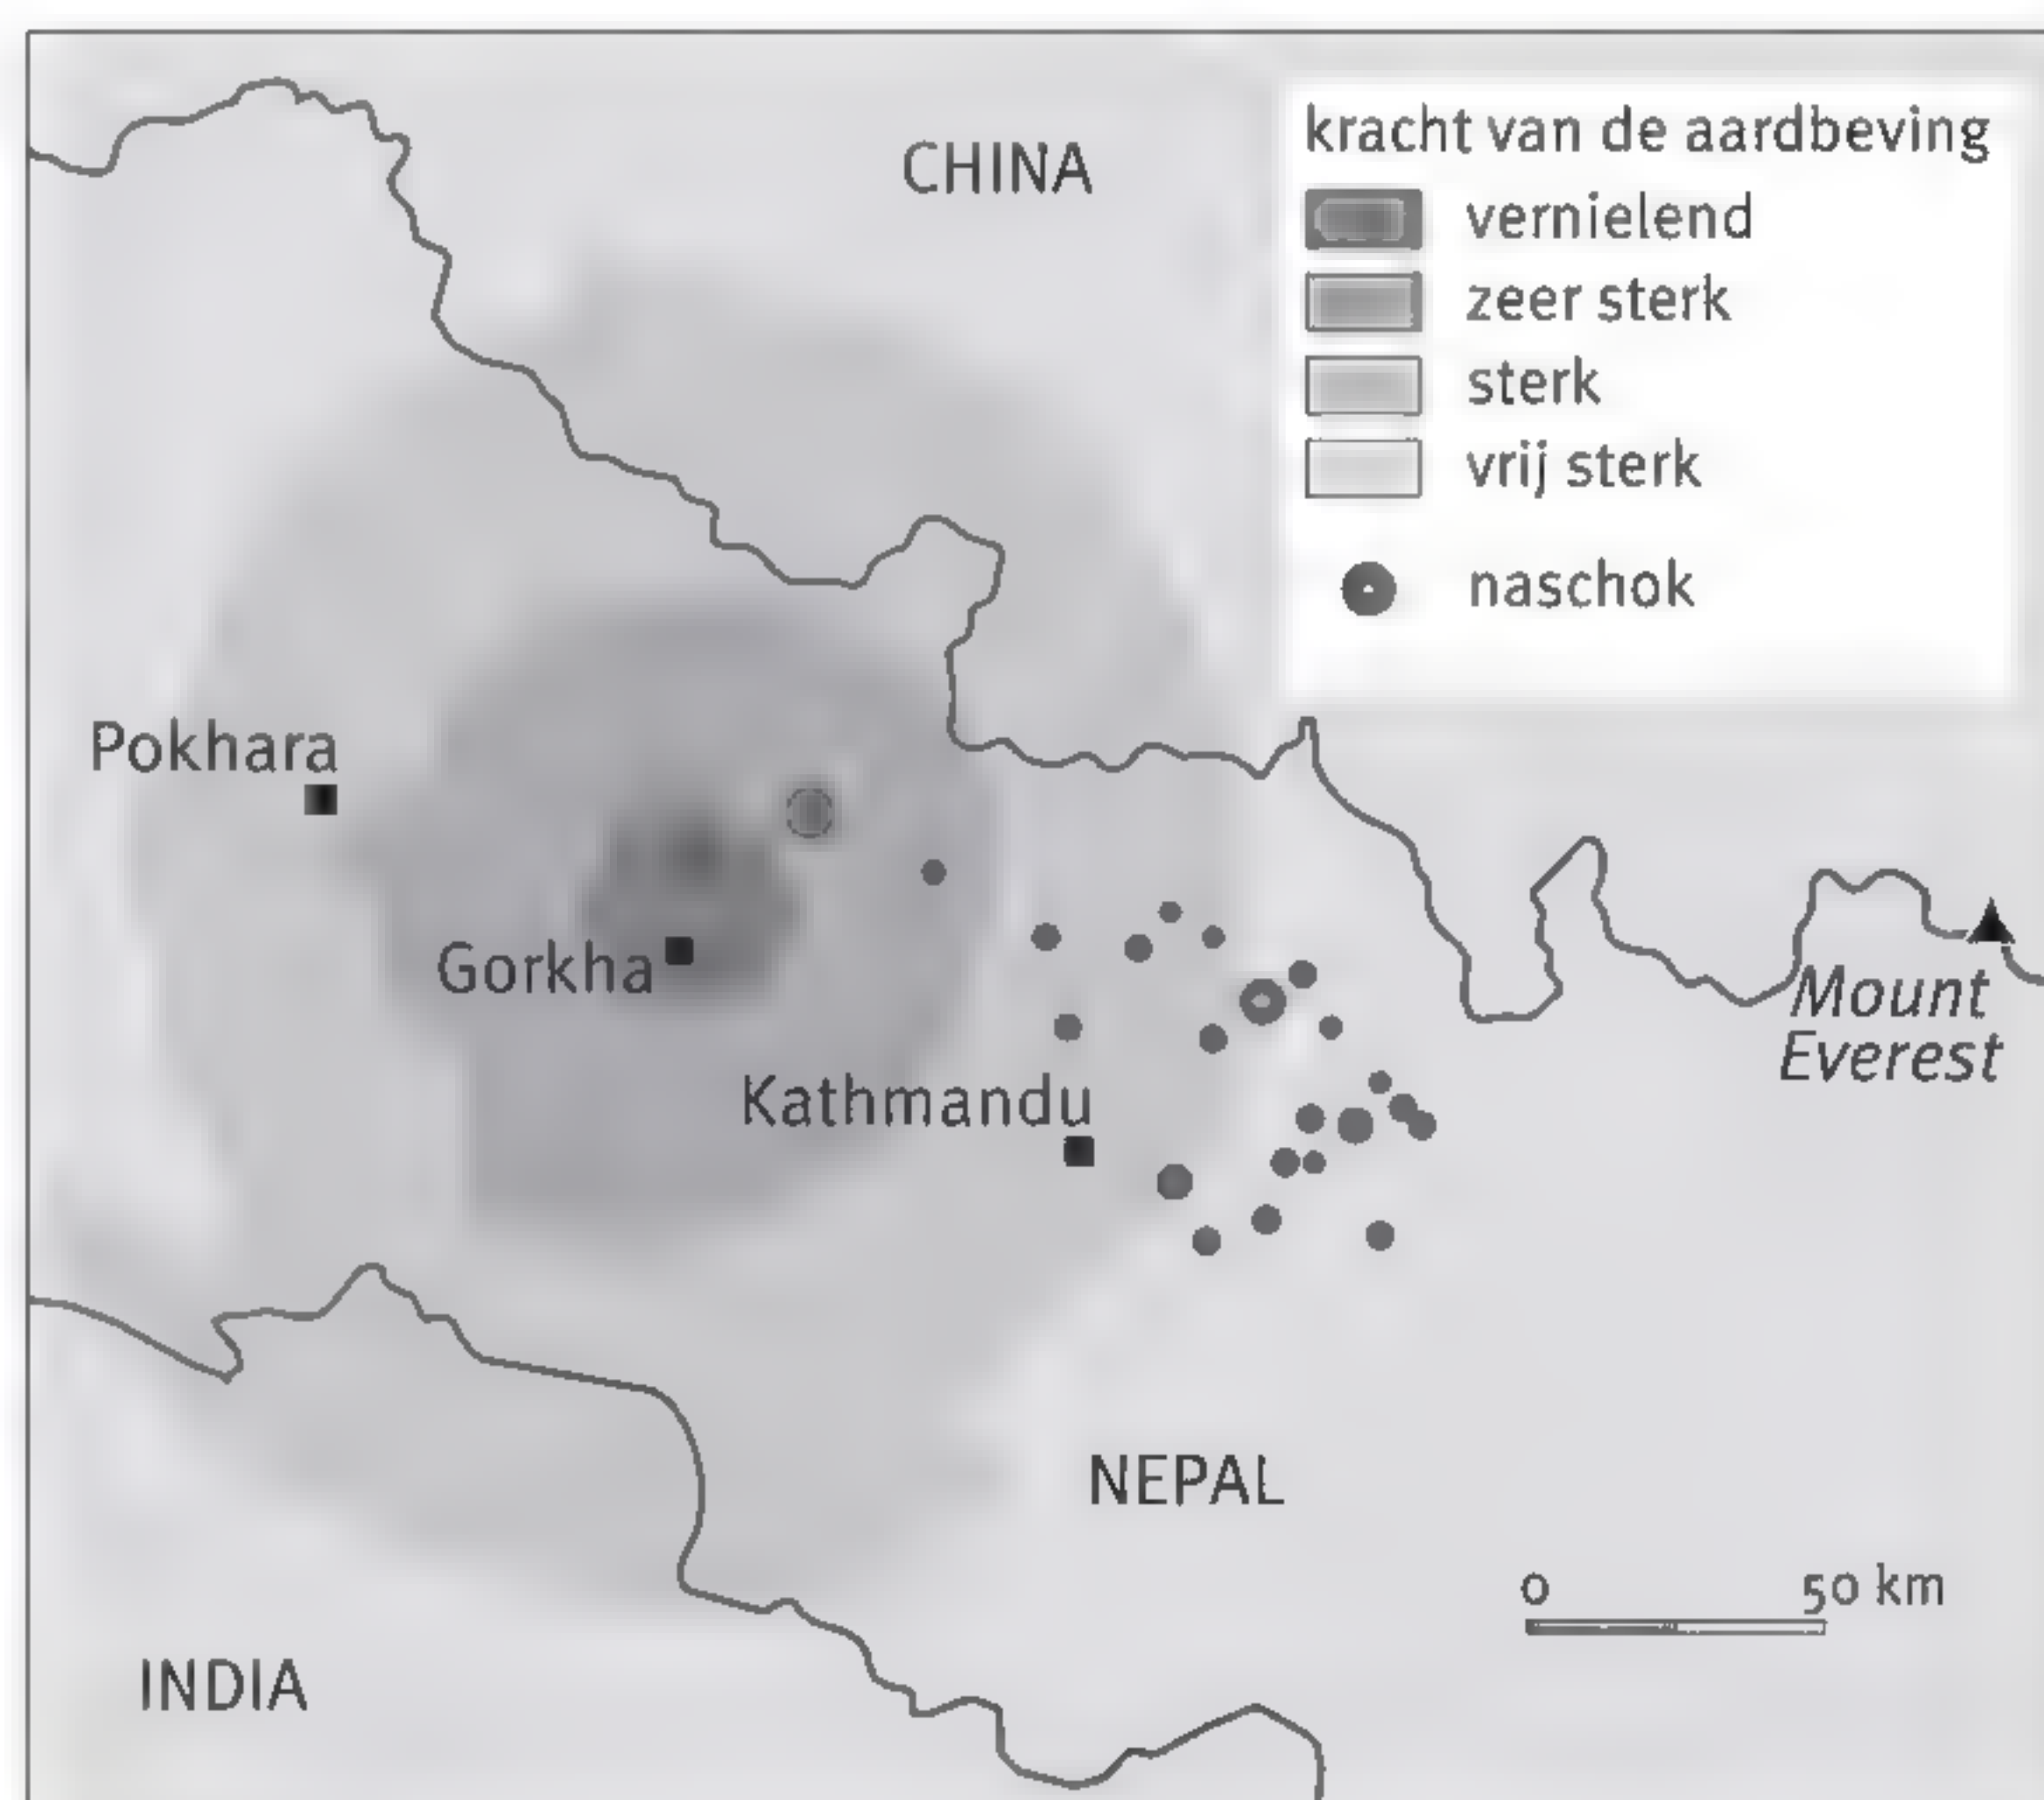 CHINA
kracht van de aardbeving
vernielend
zeer sterk
sterk
vrij sterk
naschok
Pokhara
Gorkha
Kathmandu
Mount
Everest
NEPAL
0 50 km
INDIA